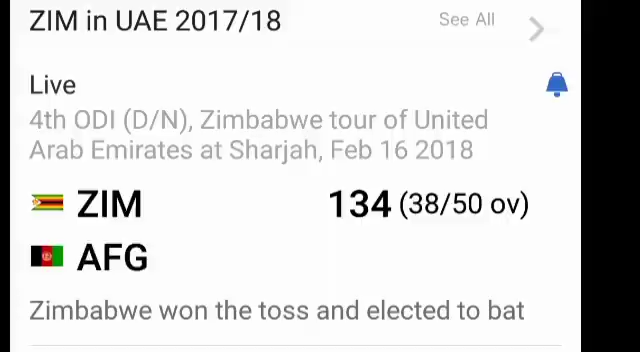 ZIM in UAE 2017/18 See All
Live
4th ODI (D/N), Zimbabwe tour of United
Arab Emirates at Sharjah, Feb 16 2018
ZIM 134 (38/50 ov)
AFG
Zimbabwe won the toss and elected to bat